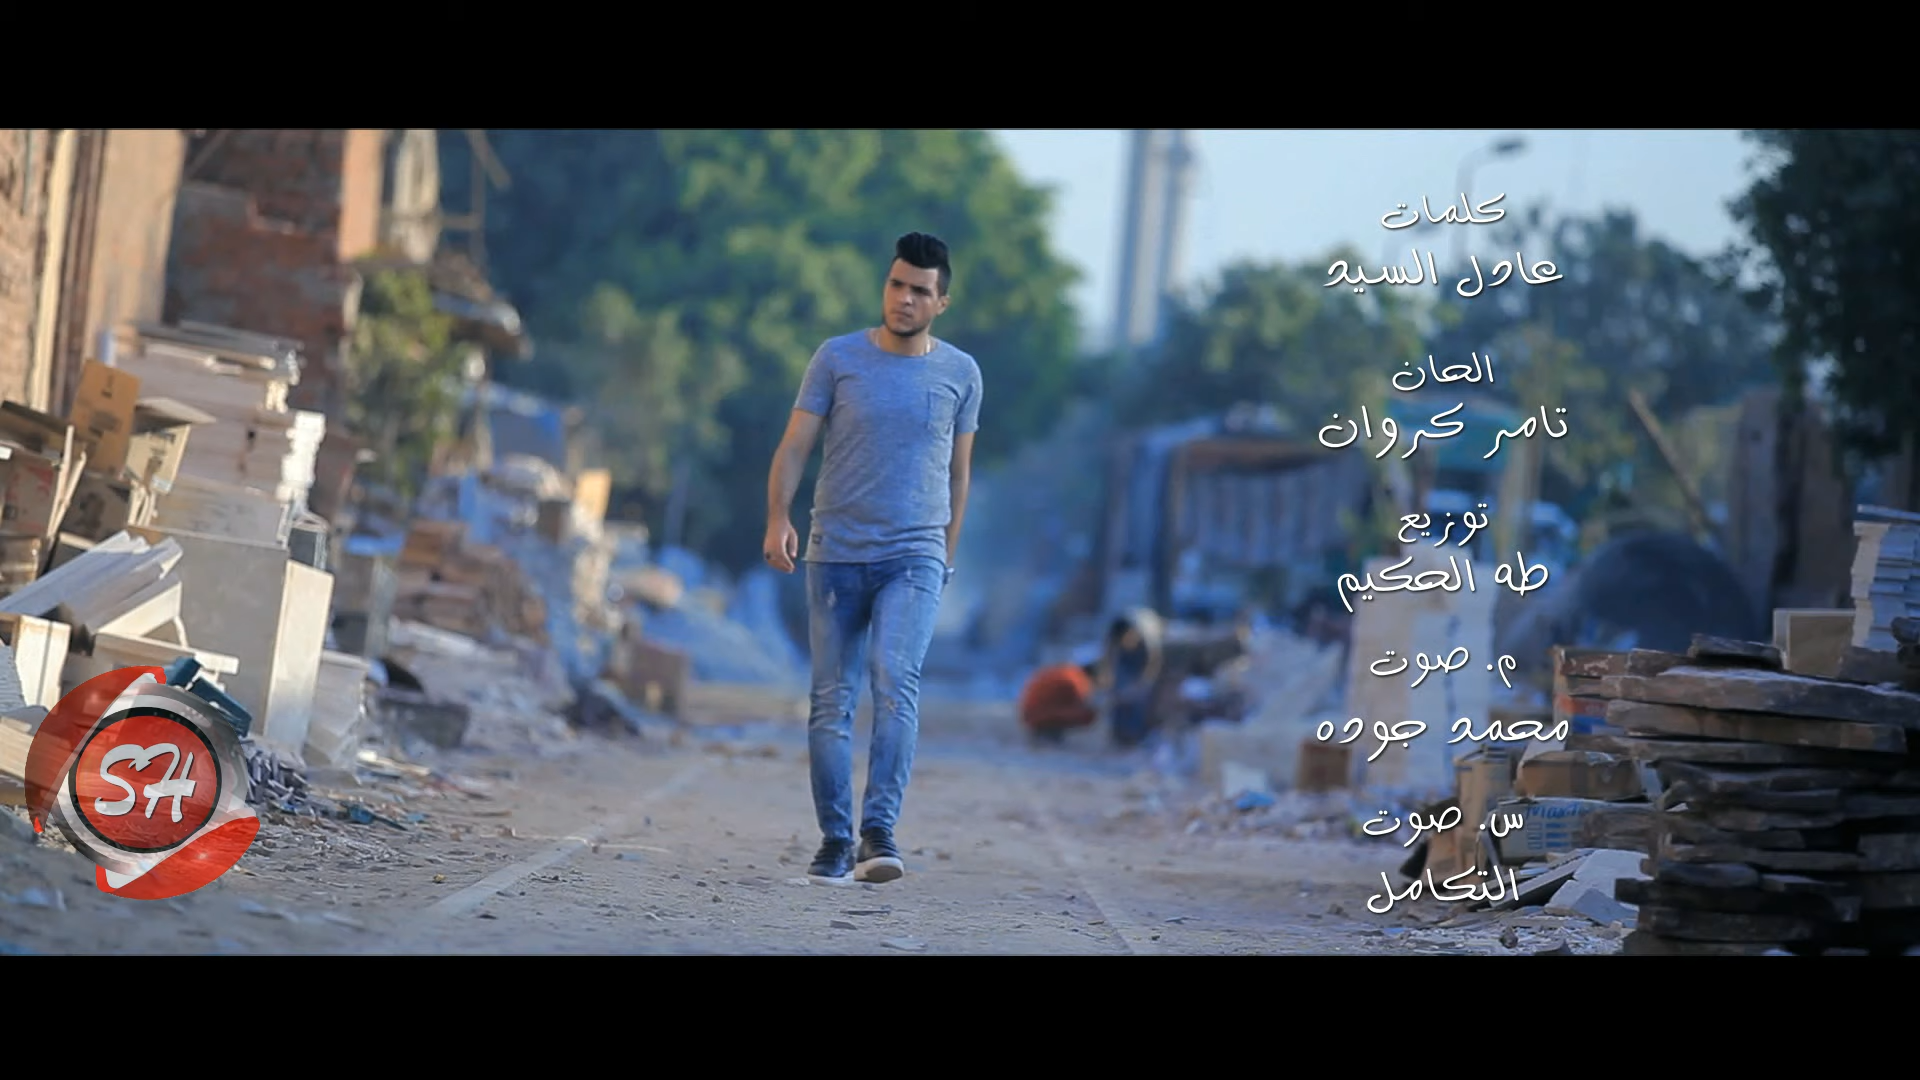 كلمات
عادل السيد
الحان
تامر كروان
توزيع
طه الحكيم
م. صوت
محمد جوده
س. صوت
التكامل
SH